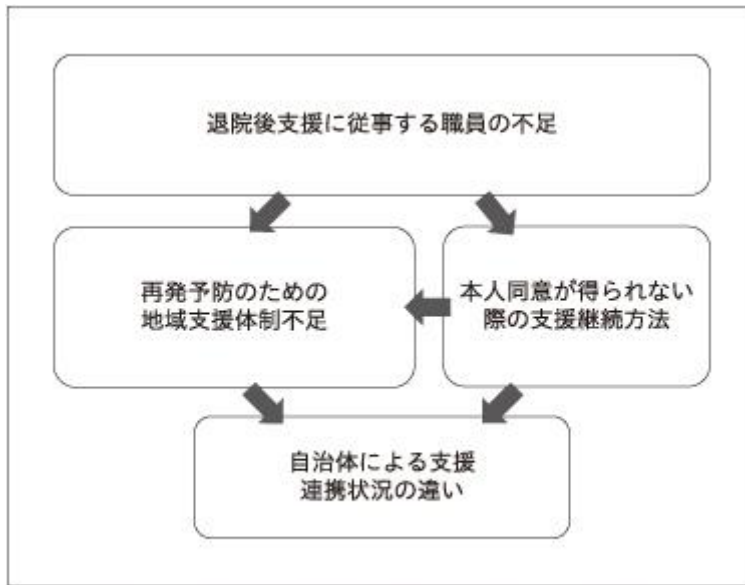 退院後支援に従事する職員の不足
再発予防のための
地域支援体制不足
本人同意が得られない
際の支援継続方法
自治体による支援
連携状況の違い